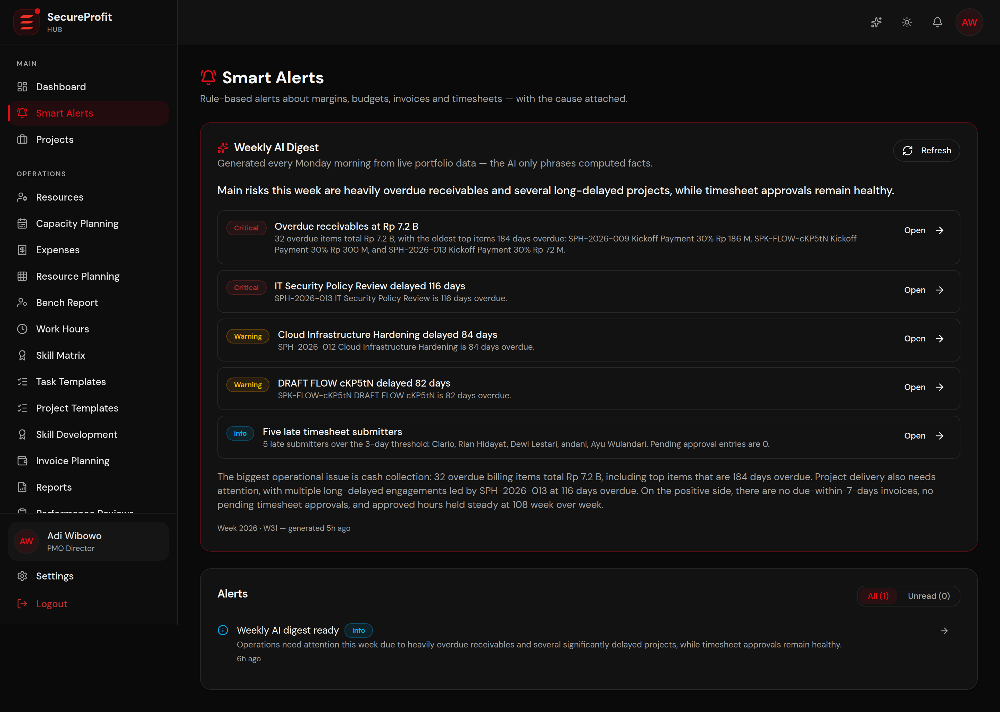 SecureProfit
HUB
AW
MAIN
Dashboard
Smart Alerts
Projects
OPERATIONS
Resources
Capacity Planning
Expenses
Resource Planning
Bench Report
Work Hours
Skill Matrix
Task Templates
Project Templates
Skill Development
Invoice Planning
Reports
Performance Reviews
AW
Adi Wibowo
PMO Director
Settings
Logout
Smart Alerts
Rule-based alerts about margins, budgets, invoices and timesheets — with the cause attached.
Weekly AI Digest
Refresh
Generated every Monday morning from live portfolio data — the AI only phrases computed facts.
Main risks this week are heavily overdue receivables and several long-delayed projects, while timesheet approvals remain healthy.
Critical
Overdue receivables at Rp 7.2 B
Open
32 overdue items total Rp 7.2 B, with the oldest top items 184 days overdue: SPH-2026-009 Kickoff Payment 30% Rp 186 M, SPK-FLOW-cKP5tN Kickoff
Payment 30% Rp 300 M, and SPH-2026-013 Kickoff Payment 30% Rp 72 M.
Critical
IT Security Policy Review delayed 116 days
Open
SPH-2026-013 IT Security Policy Review is 116 days overdue.
Warning
Cloud Infrastructure Hardening delayed 84 days
Open
SPH-2026-012 Cloud Infrastructure Hardening is 84 days overdue.
Warning
DRAFT FLOW cKP5tN delayed 82 days
Open
SPK-FLOW-cKP5tN DRAFT FLOW cKP5tN is 82 days overdue.
Info
Five late timesheet submitters
Open
5 late submitters over the 3-day threshold: Clario, Rian Hidayat, Dewi Lestari, andani, Ayu Wulandari. Pending approval entries are 0.
The biggest operational issue is cash collection: 32 overdue billing items total Rp 7.2 B, including top items that are 184 days overdue. Project delivery also needs
attention, with multiple long-delayed engagements led by SPH-2026-013 at 116 days overdue. On the positive side, there are no due-within-7-days invoices, no
pending timesheet approvals, and approved hours held steady at 108 week over week.
Week 2026 · W31 — generated 5h ago
Alerts
All (1)
Unread (0)
Weekly AI digest ready
Info
Operations need attention this week due to heavily overdue receivables and several significantly delayed projects, while timesheet approvals remain healthy.
6h ago